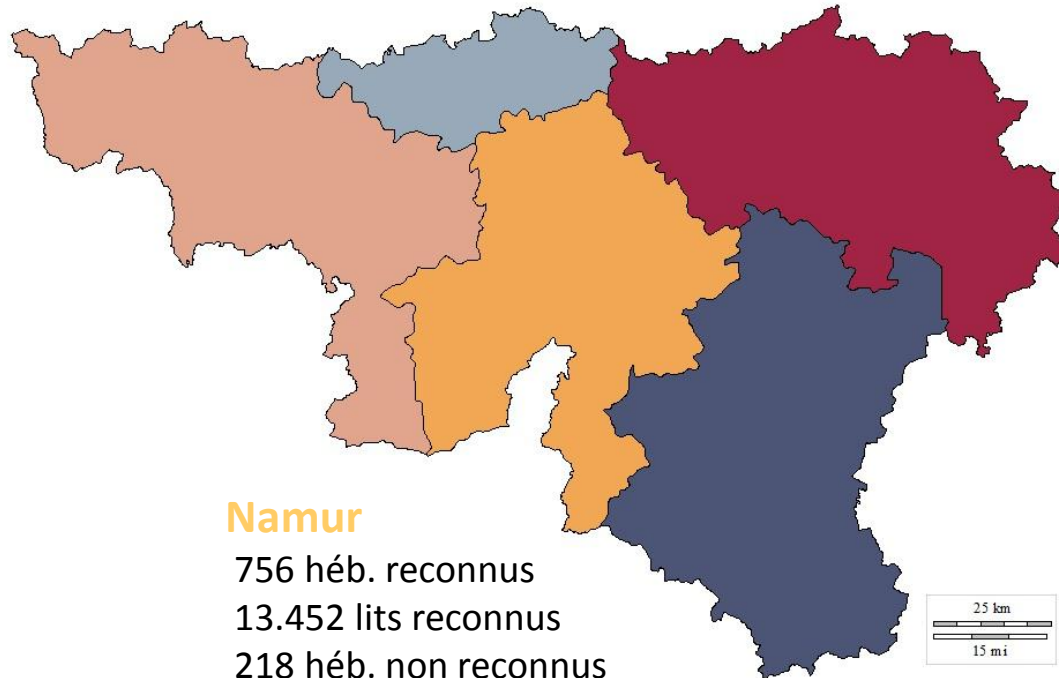 Namur
756 héb. reconnus
13.452 lits reconnus
218 héb. non reconnus
25 km
15 mi